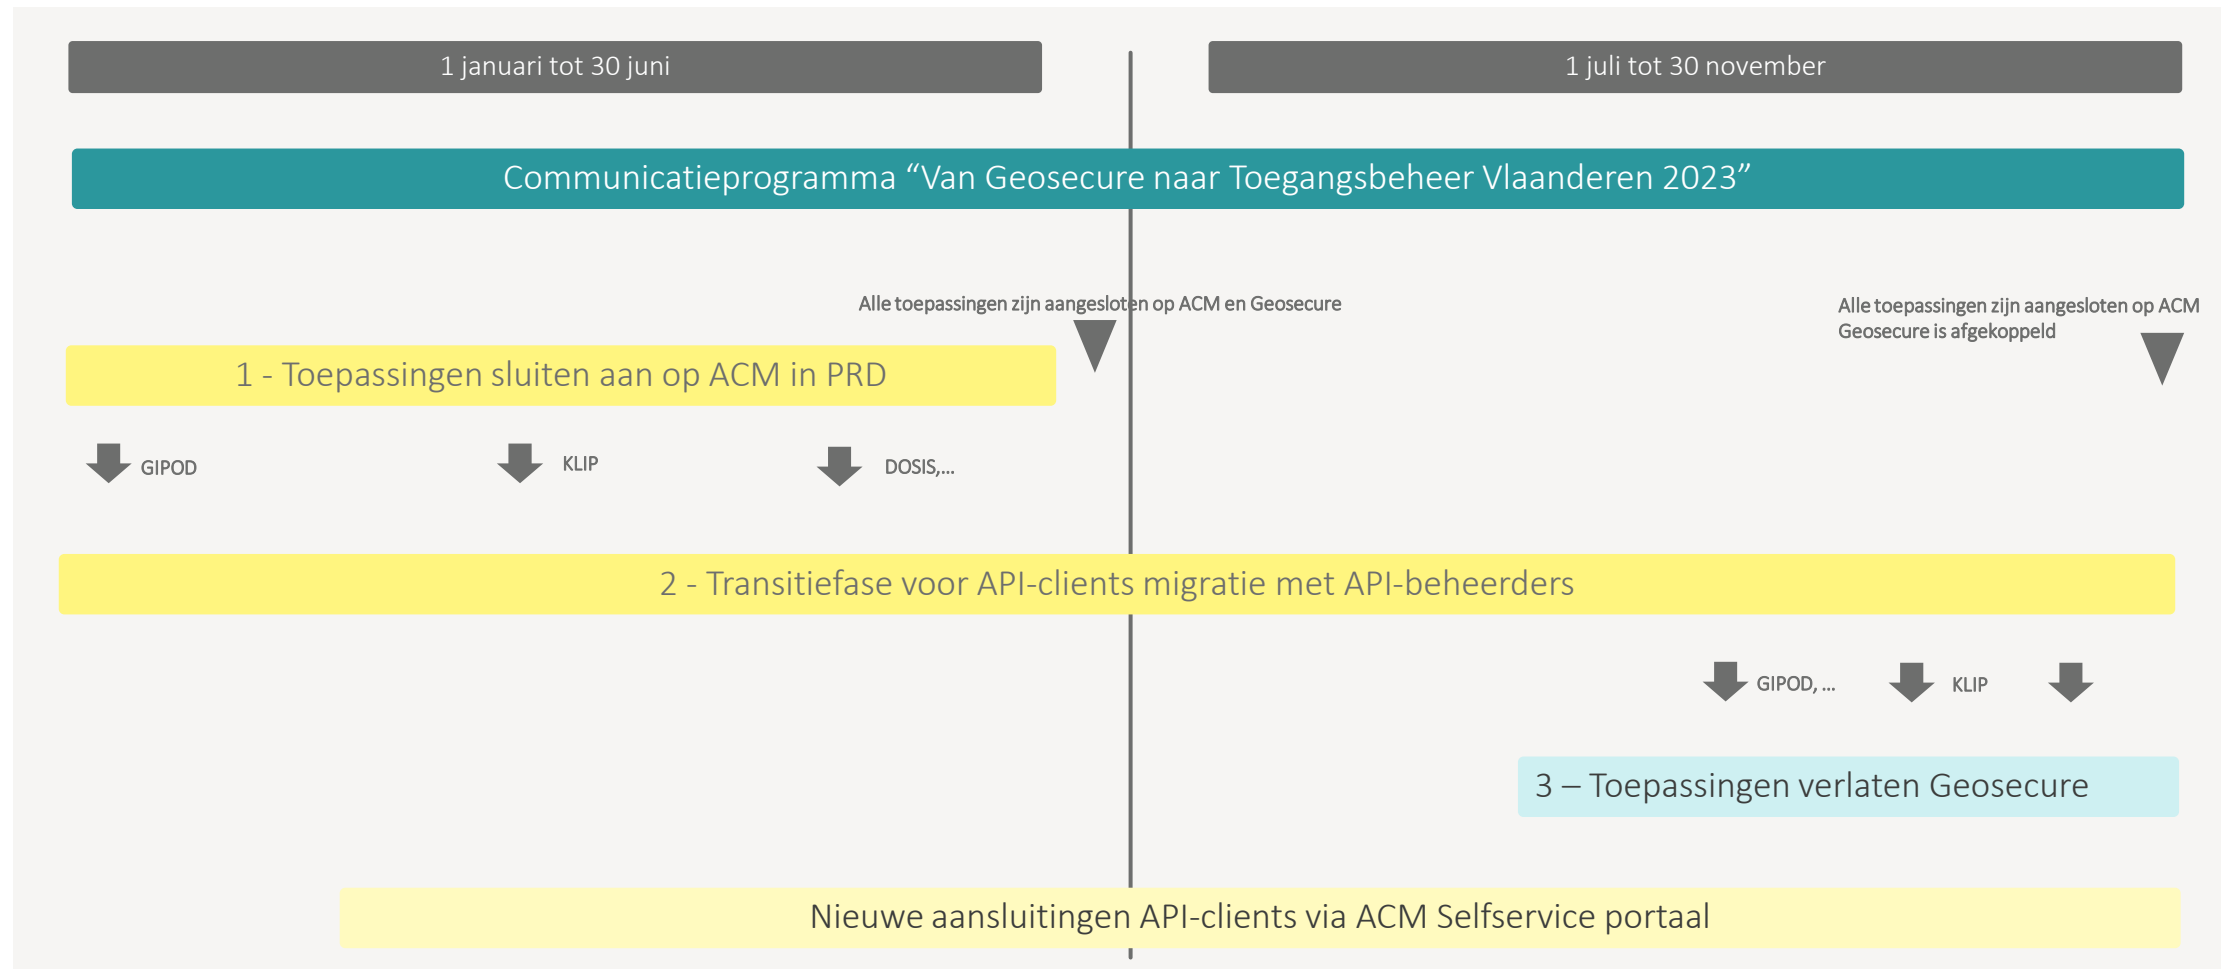 1 januari tot 30 juni
1 juli tot 30 november
Communicatieprogramma “Van Geosecure naar Toegangsbeheer Vlaanderen 2023”
Alle toepassingen zijn aangesloten op ACM en Geosecure
Alle toepassingen zijn aangesloten op ACM
Geosecure is afgekoppeld
1 - Toepassingen sluiten aan op ACM in PRD
GIPOD
KLIP
DOSIS,...
2 - Transitiefase voor API-clients migratie met API-beheerders
GIPOD, ...
KLIP
3 – Toepassingen verlaten Geosecure
Nieuwe aansluitingen API-clients via ACM Selfservice portaal